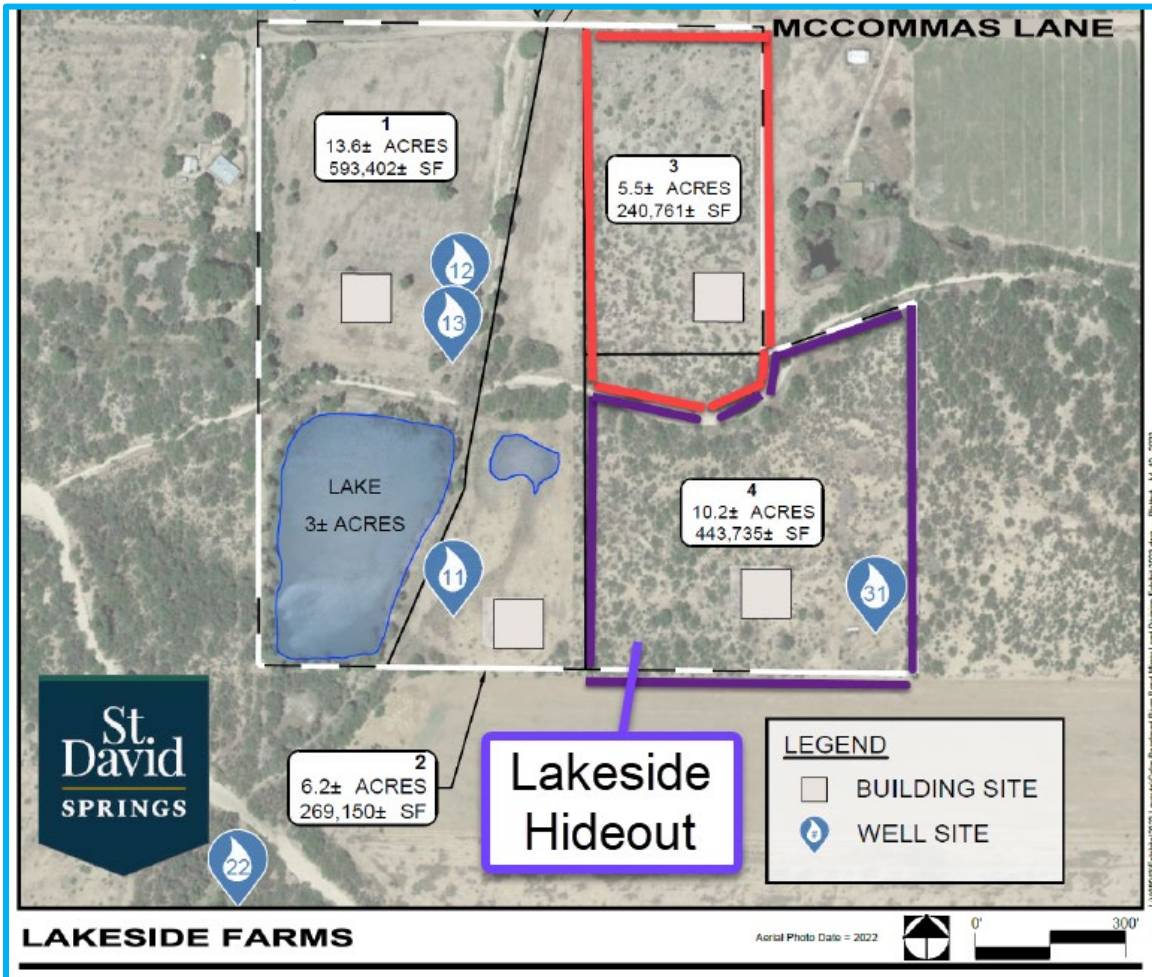 MCCOMMAS LANE
1
13.6± ACRES
593,402± SF
3
5.5± ACRES
240,761± SF
12
13
LAKE
3± ACRES
4
10.2± ACRES
443,735± SF
11
31
St.
David
SPRINGS
2
6.2± ACRES
269,150± SF
Lakeside
Hideout
LEGEND
BUILDING SITE
#
WELL SITE
22
LAKESIDE FARMS
Aerial Photo Date = 2022
0'
300'